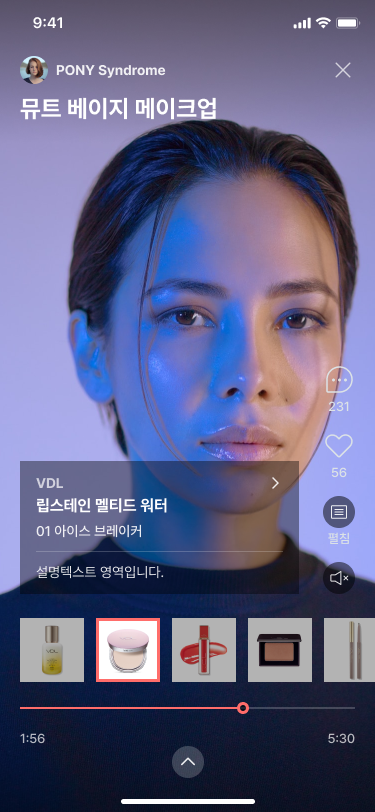 9:41
PONY Syndrome
뮤트 베이지 메이크업
231
56
펼침
VDL
립스테인 멜티드 워터
01 아이스 브레이커
설명텍스트 영역입니다.
VDL
1:56
5:30